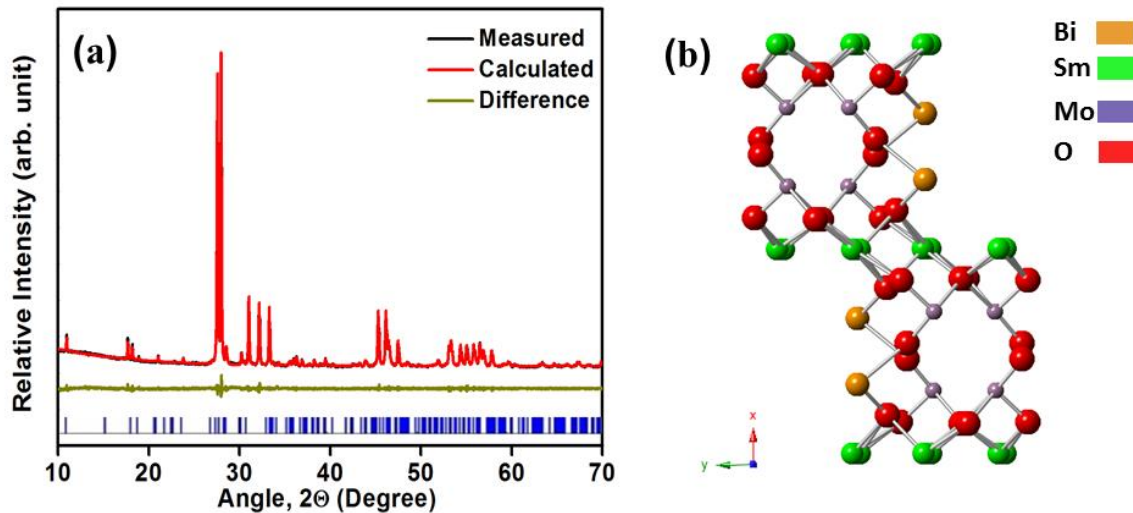 (a)
Measured
Calculated
Difference
Relative Intensity (arb. unit)
10 20 30 40 50 60 70
Angle, 2Θ (Degree)
(b)
Bi
Sm
Mo
O
x
y